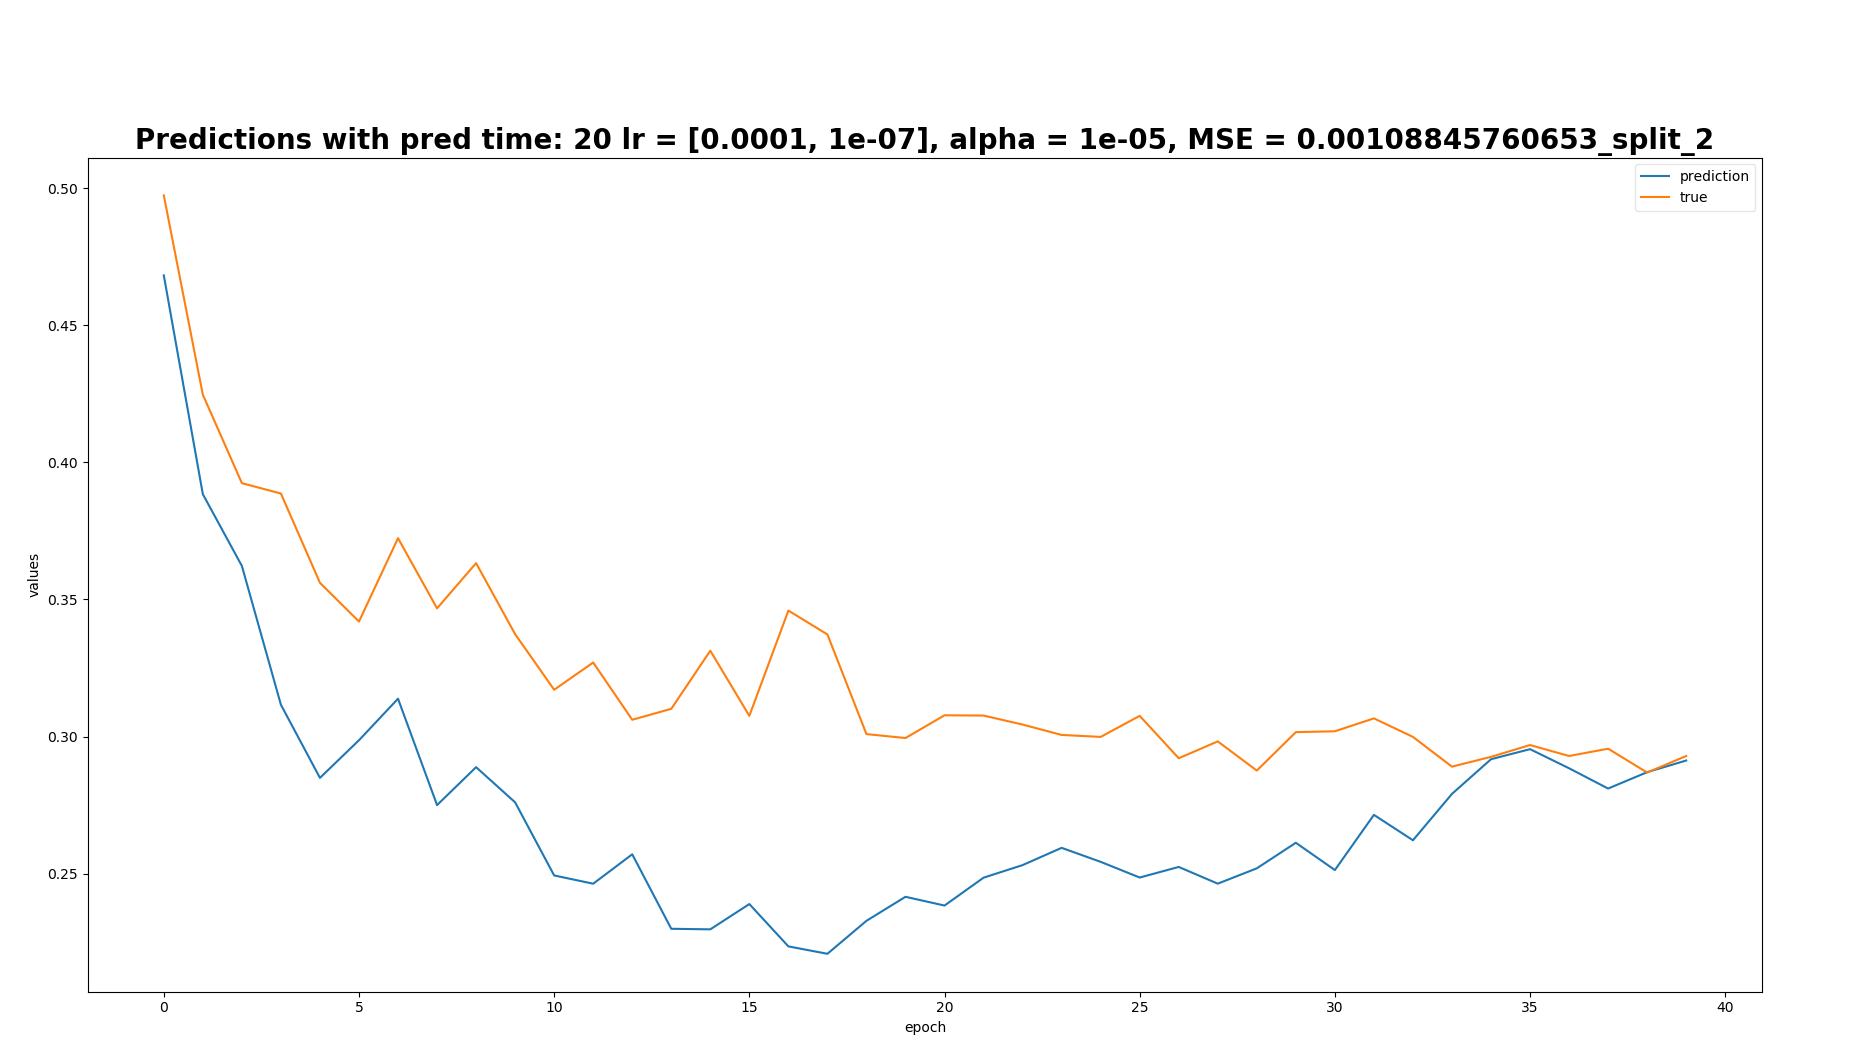 Predictions with pred time: 20 lr = [0.0001, 1e-07], alpha = 1e-05, MSE = 0.00108845760653_split_2
prediction
true
0.50
0.45
0.40
0.35
0.30
0.25
values
0 5 10 15 20 25 30 35 40
epoch